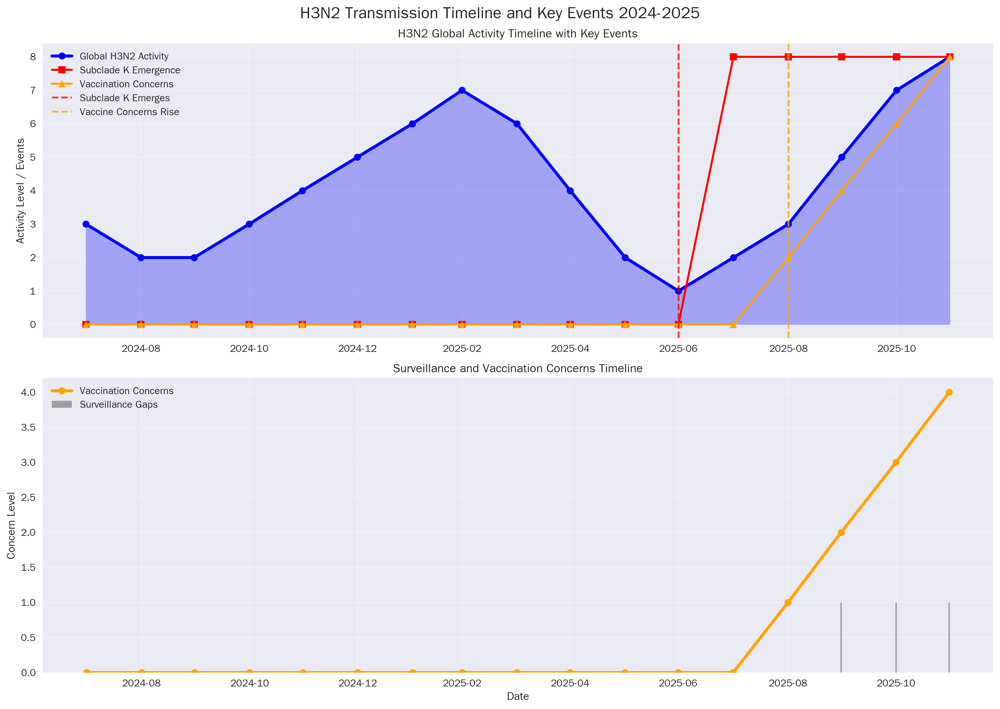 H3N2 Transmission Timeline and Key Events 2024-2025
H3N2 Global Activity Timeline with Key Events
Global H3N2 Activity
Subclade K Emergence
Vaccination Concerns
Subclade K Emerges
Vaccine Concerns Rise
Activity Level / Events
8
7
6
5
4
3
2
1
0
2024-08 2024-10 2024-12 2025-02 2025-04 2025-06 2025-08 2025-10
Surveillance and Vaccination Concerns Timeline
Vaccination Concerns
Surveillance Gaps
Concern Level
4.0
3.5
3.0
2.5
2.0
1.5
1.0
0.5
0.0
2024-08 2024-10 2024-12 2025-02 2025-04 2025-06 2025-08 2025-10
Date